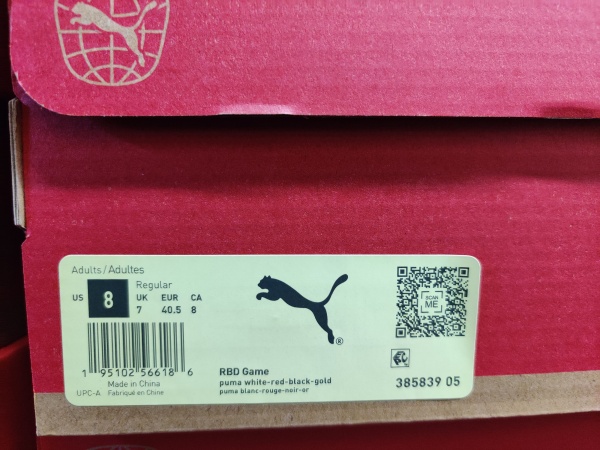 Adults/Adultes
Regular
US 8 UK EUR CA
7 40.5 8
1 95102 56618 6
Made in China
UPC-A Fabriqué en Chine
®
RBD Game
puma white-red-black-gold
puma blanc-rouge-noir-or
SCAN
ME
385839 05